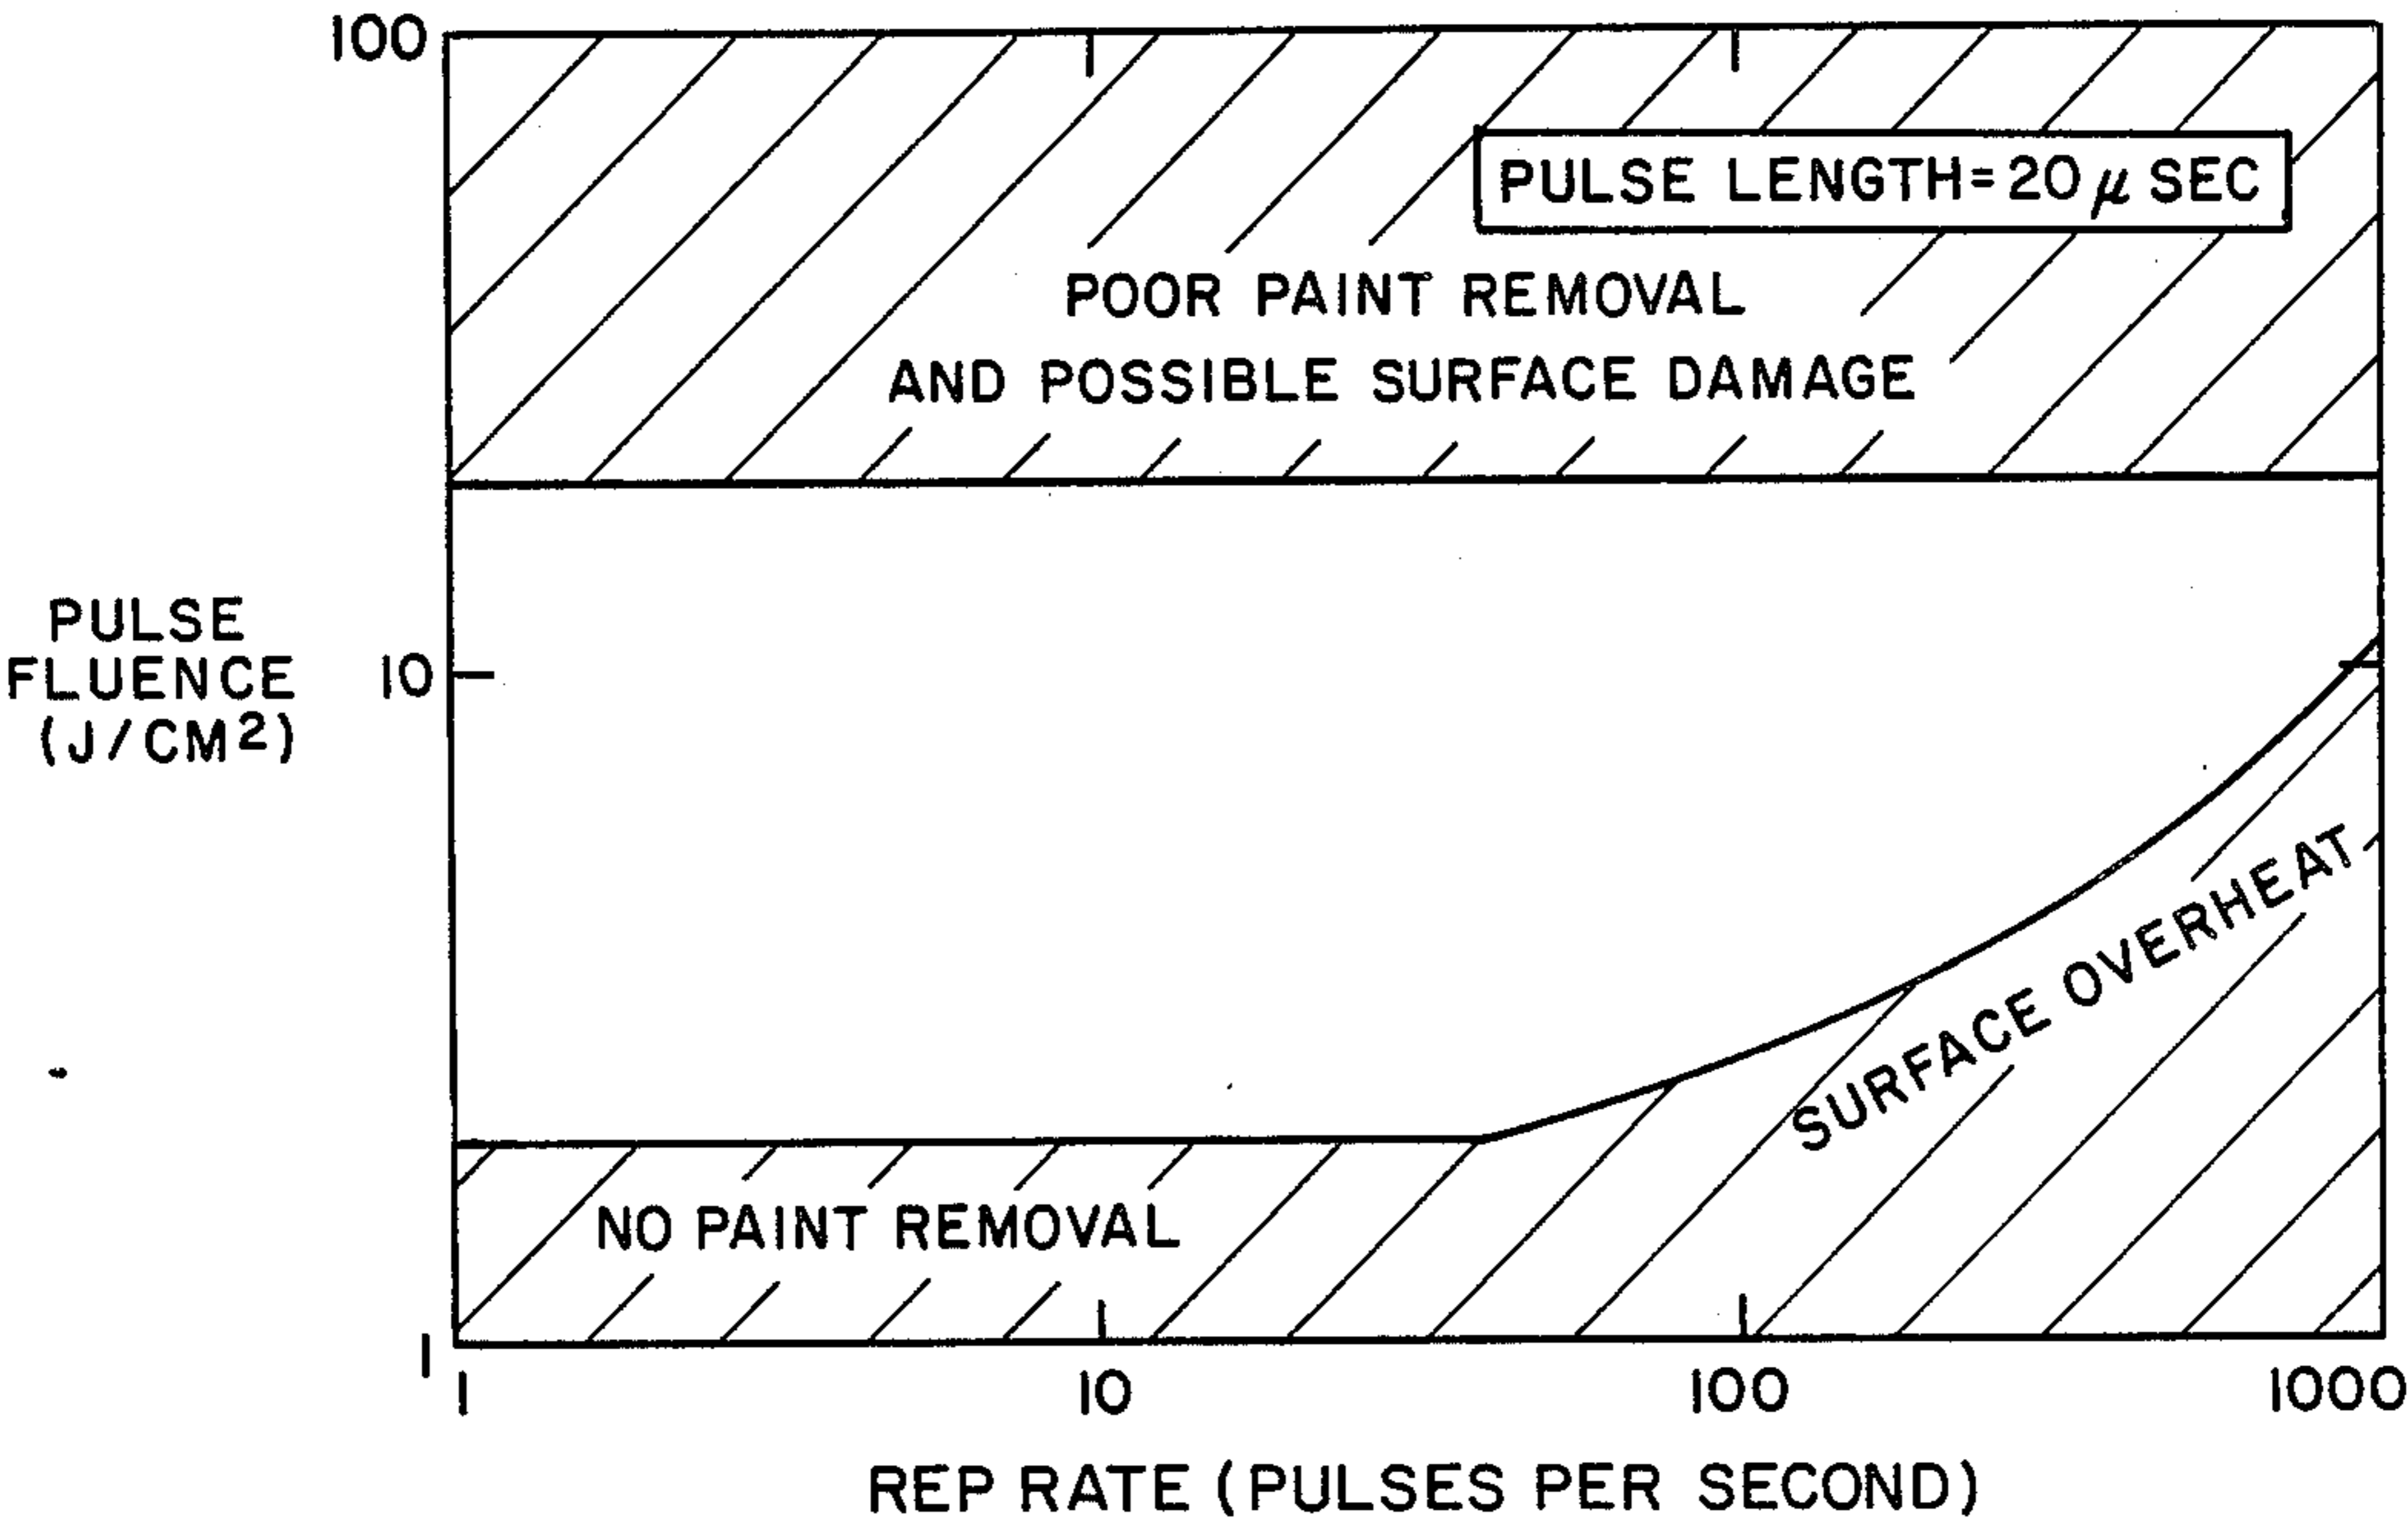 100
PULSE LENGTH=20 μ SEC
POOR PAINT REMOVAL
AND POSSIBLE SURFACE DAMAGE
PULSE
FLUENCE
(J/CM²)
10
SURFACE OVERHEAT
NO PAINT REMOVAL
1
1 10 100 1000
REP RATE (PULSES PER SECOND)